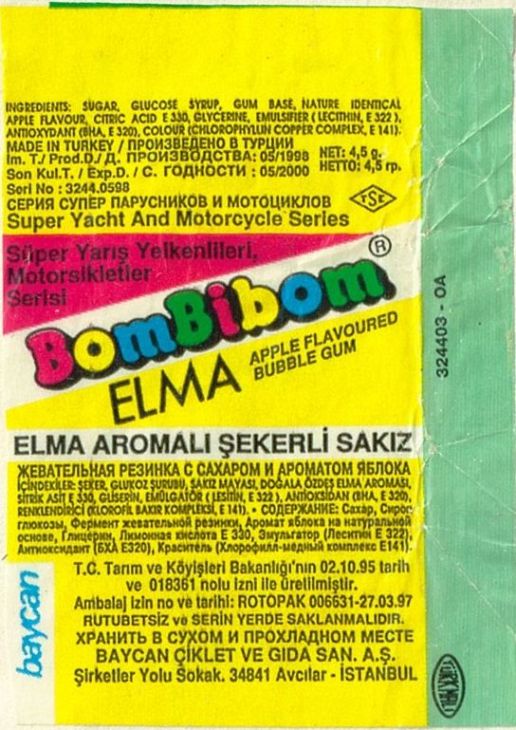 INGREDIENTS: SUGAR, GLUCOSE SYRUP, GUM BASE, NATURE IDENTICAL
APPLE FLAVOUR, CITRIC ACID E 330, GLYCERINE, EMULSIFIER ( LECITHIN, E 322 ),
ANTIOXYDANT (BHA, E 320), COLOUR (CHLOROPHYLLIN COPPER COMPLEX, E 141).
MADE IN TURKEY / ПРОИЗВЕДЕНО В ТУРЦИИ
Im. T./ Prod.D./ Д. ПРОИЗВОДСТВА: 05/1998
Son Kul.T. / Exp.D. / С. ГОДНОСТИ : 05/2000
NET: 4,5 g.
НЕТТО: 4,5 гр.
Seri No : 3244.0598
СЕРИЯ СУПЕР ПАРУСНИКОВ И МОТОЦИКЛОВ
TSE
Super Yacht And Motorcycle Series
Süper Yarış Yelkenlileri,
Motorsikletler
Serisi
BomBibom ®
ELMA
APPLE FLAVOURED
BUBBLE GUM
324403 - OA
ELMA AROMALI ŞEKERLİ SAKIZ
ЖЕВАТЕЛЬНАЯ РЕЗИНКА С САХАРОМ И АРОМАТОМ ЯБЛОКА
İÇİNDEKİLER: ŞEKER, GLUKOZ ŞURUBU, SAKIZ MAYASI, DOĞALA ÖZDEŞ ELMA AROMASI,
SİTRİK ASİT E 330, GLİSERİN, EMÜLGATÖR ( LESİTİN, E 322 ), ANTİOKSİDAN (BHA, E 320),
RENKLENDİRİCİ (KLOROFİL BAKIR KOMPLEKSİ, E 141). • СОДЕРЖАНИЕ: Сахар, Сироп
глюкозы, Фермент жевательной резинки, Аромат яблока на натуральной
основе, Глицерин, Лимонная кислота Е 330, Эмульгатор (Леситин Е 322),
Антиоксидант (БХА Е320), Краситель (Хлорофилл-медный комплекс Е141).
T.C. Tarım ve Köyişleri Bakanlığı'nın 02.10.95 tarih
ve 018361 nolu izni ile üretilmiştir.
Ambalaj izin no ve tarihi: ROTOPAK 006631-27.03.97
RUTUBETSİZ ve SERİN YERDE SAKLANMALIDIR.
ХРАНИТЬ В СУХОМ И ПРОХЛАДНОМ МЕСТЕ
BAYCAN ÇİKLET VE GIDA SAN. A.Ş.
Şirketler Yolu Sokak. 34841 Avcılar - İSTANBUL
baycan
TÜRK MALI